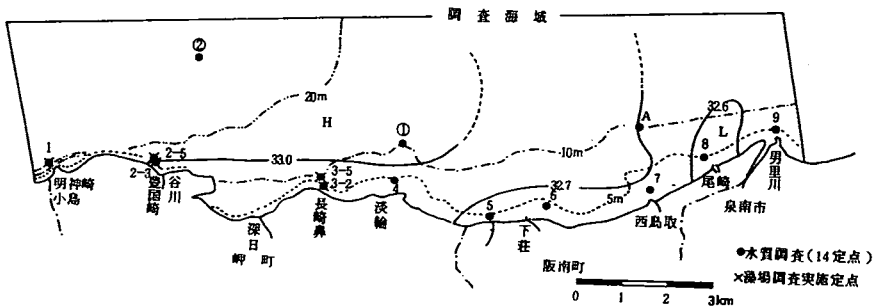 調査海域
②
20m
H
①
A
32.6
L
9
10m
8
1
2-5
33.0
2-3
3-5
3-2
4
32.7
5m
7
6
5
明神崎
小島
豊国崎
谷川
長崎鼻
淡輪
深日
岬町
下荘
阪南町
西鳥取
尾崎
泉南市
男里川
●水質調査(14定点)
×藻場調査実施定点
0 1 2 3km